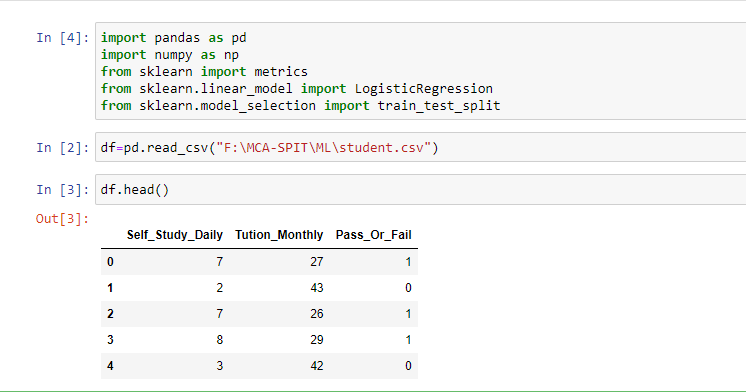 In [4]: import pandas as pd
import numpy as np
from sklearn import metrics
from sklearn.linear_model import LogisticRegression
from sklearn.model_selection import train_test_split
In [2]: df=pd.read_csv("F:\MCA-SPIT\ML\student.csv")
In [3]: df.head()
Out[3]:
Self_Study_Daily Tution_Monthly Pass_Or_Fail
0 7 27 1
1 2 43 0
2 7 26 1
3 8 29 1
4 3 42 0